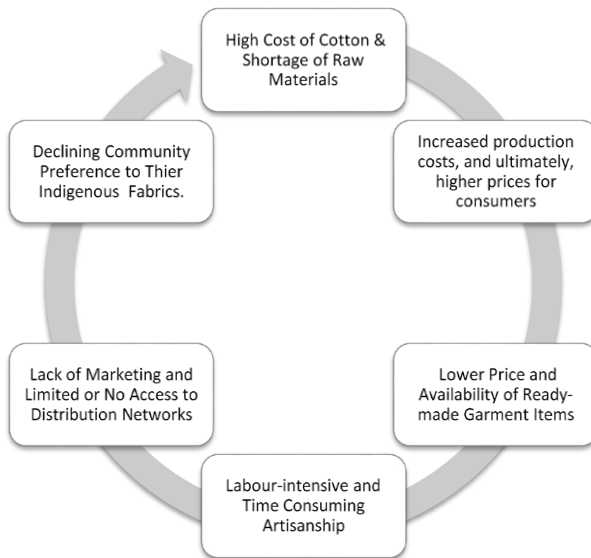 High Cost of Cotton &
Shortage of Raw
Materials
Increased production
costs, and ultimately,
higher prices for
consumers
Lower Price and
Availability of Ready-
made Garment Items
Labour-intensive and
Time Consuming
Artisanship
Lack of Marketing and
Limited or No Access to
Distribution Networks
Declining Community
Preference to Thier
Indigenous Fabrics.